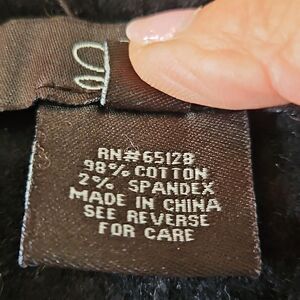 RN#65128
98% COTTON
2% SPANDEX
MADE IN CHINA
SEE REVERSE
FOR CARE